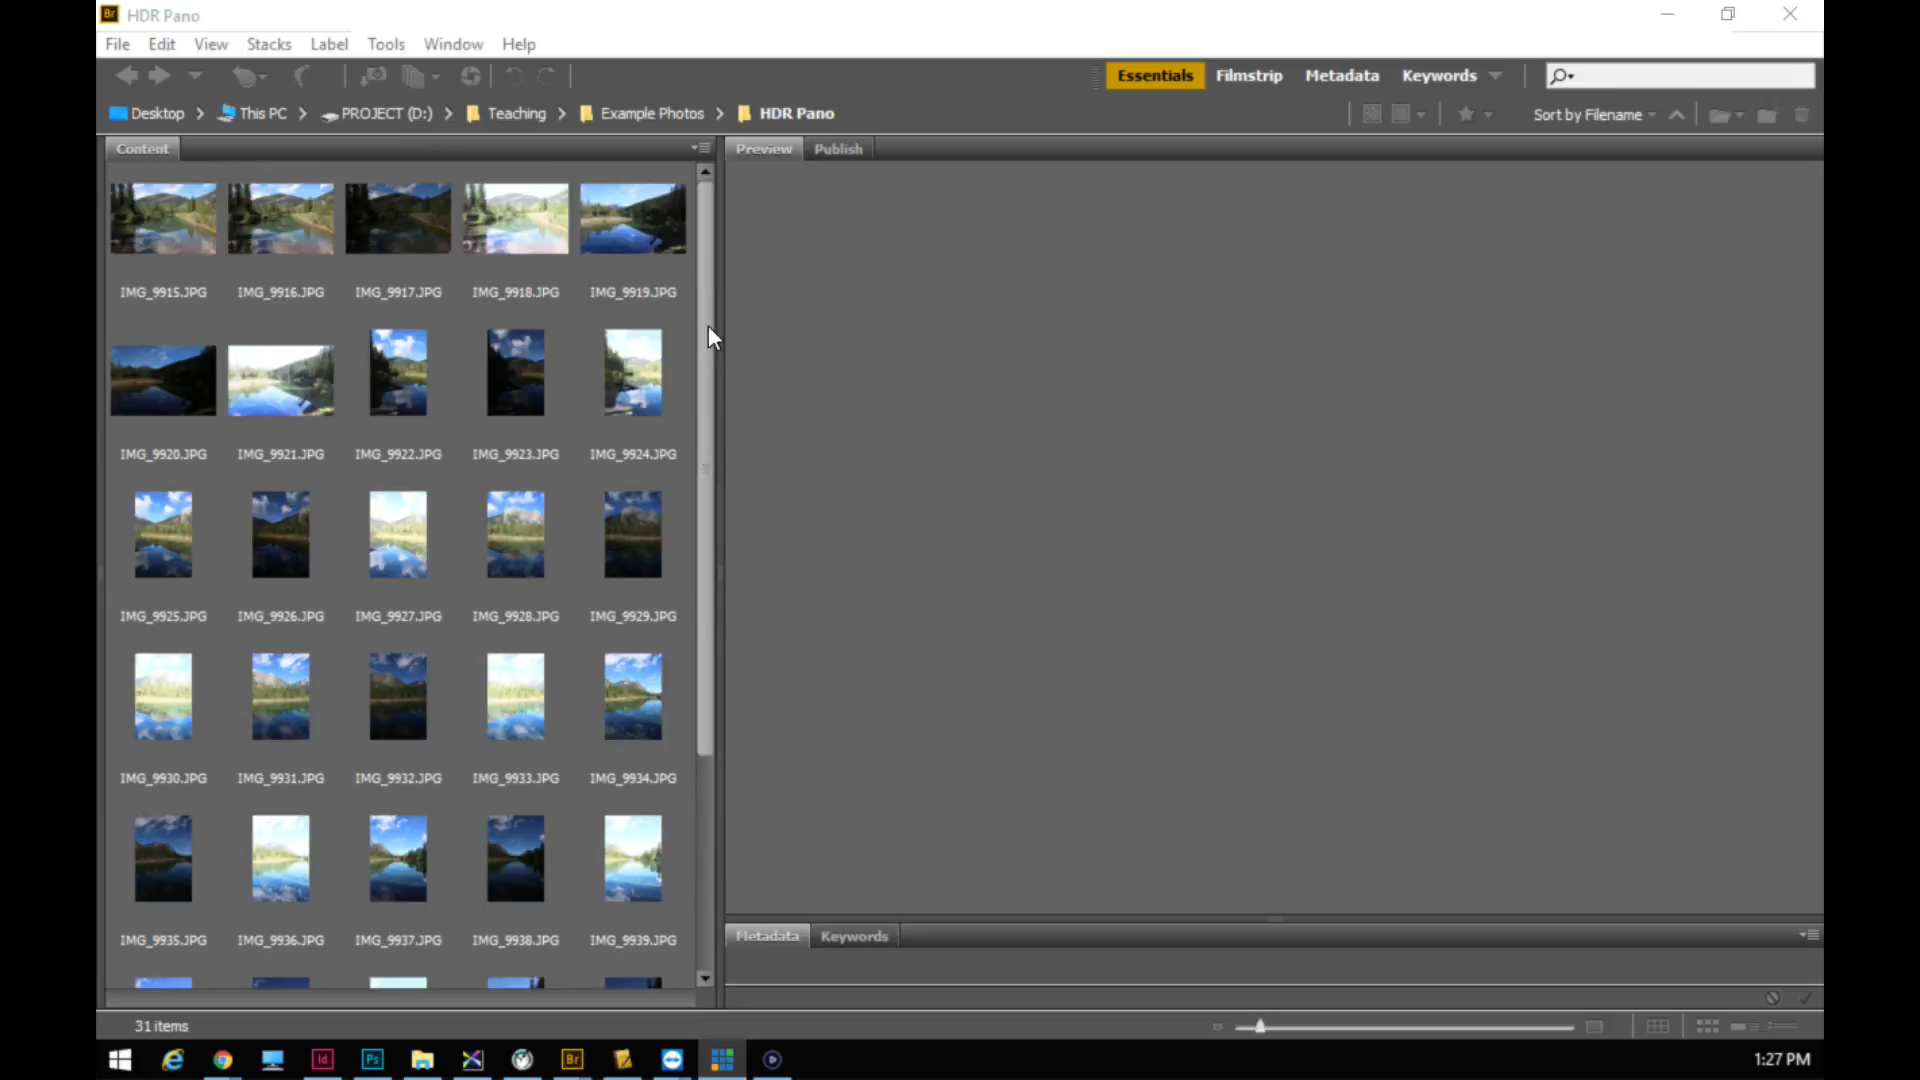 Br HDR Pano
File Edit View Stacks Label Tools Window Help
Essentials Filmstrip Metadata Keywords
Desktop This PC PROJECT (D:) Teaching Example Photos HDR Pano
Sort by Filename
Content
Preview Publish
IMG_9915.JPG IMG_9916.JPG IMG_9917.JPG IMG_9918.JPG IMG_9919.JPG
IMG_9920.JPG IMG_9921.JPG IMG_9922.JPG IMG_9923.JPG IMG_9924.JPG
IMG_9925.JPG IMG_9926.JPG IMG_9927.JPG IMG_9928.JPG IMG_9929.JPG
IMG_9930.JPG IMG_9931.JPG IMG_9932.JPG IMG_9933.JPG IMG_9934.JPG
IMG_9935.JPG IMG_9936.JPG IMG_9937.JPG IMG_9938.JPG IMG_9939.JPG
Metadata Keywords
31 items
Id Ps Br
1:27 PM